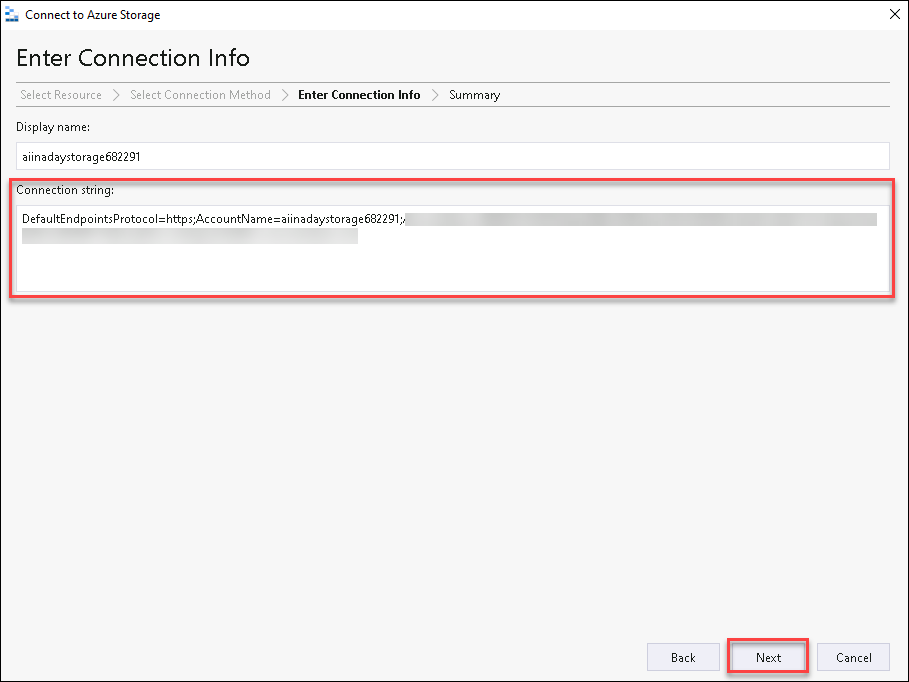 Connect to Azure Storage
Enter Connection Info
Select Resource Select Connection Method Enter Connection Info Summary
Display name:
aiinadaystorage682291
Connection string:
DefaultEndpointsProtocol=https;AccountName=aiinadaystorage682291;
Back Next Cancel